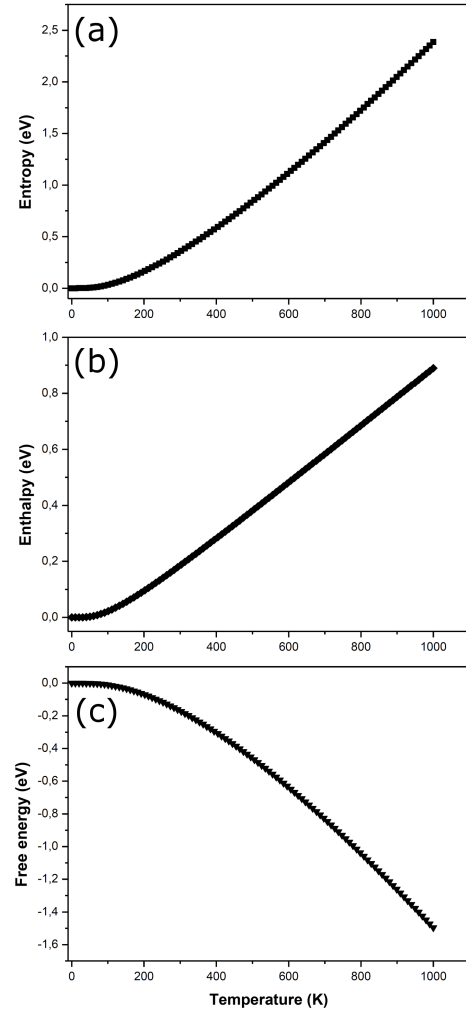 (a)
Entropy (eV)
2,5
2,0
1,5
1,0
0,5
0,0
0 200 400 600 800 1000
(b)
Enthalpy (eV)
1,0
0,8
0,6
0,4
0,2
0,0
0 200 400 600 800 1000
(c)
Free energy (eV)
0,0
-0,2
-0,4
-0,6
-0,8
-1,0
-1,2
-1,4
-1,6
0 200 400 600 800 1000
Temperature (K)